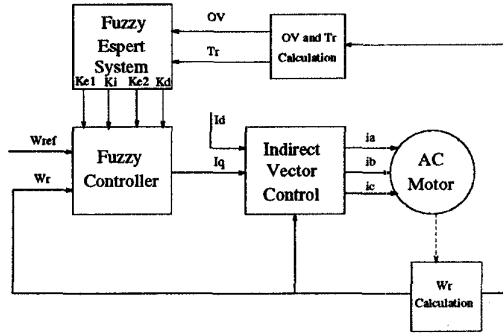 Fuzzy
Espert
System
Ke1 Ki Ke2 Kd
OV
Tr
OV and Tr
Calculation
Wref
Wr
Fuzzy
Controller
Id
Iq
Indirect
Vector
Control
ia
ib
ic
AC
Motor
Wr
Calculation